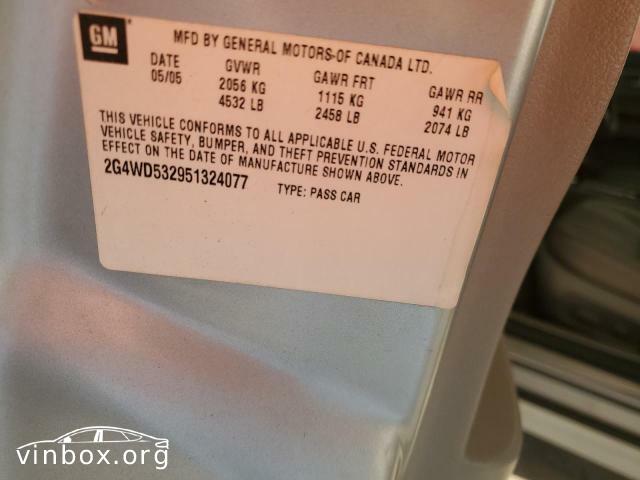 GM
MFD BY GENERAL MOTORS OF CANADA LTD.
DATE GVWR GAWR FRT GAWR RR
05/05 2056 KG 1115 KG 941 KG
4532 LB 2458 LB 2074 LB
THIS VEHICLE CONFORMS TO ALL APPLICABLE U.S. FEDERAL MOTOR
VEHICLE SAFETY, BUMPER, AND THEFT PREVENTION STANDARDS IN
EFFECT ON THE DATE OF MANUFACTURE SHOWN ABOVE.
2G4WD532951324077 TYPE: PASS CAR
vinbox.org